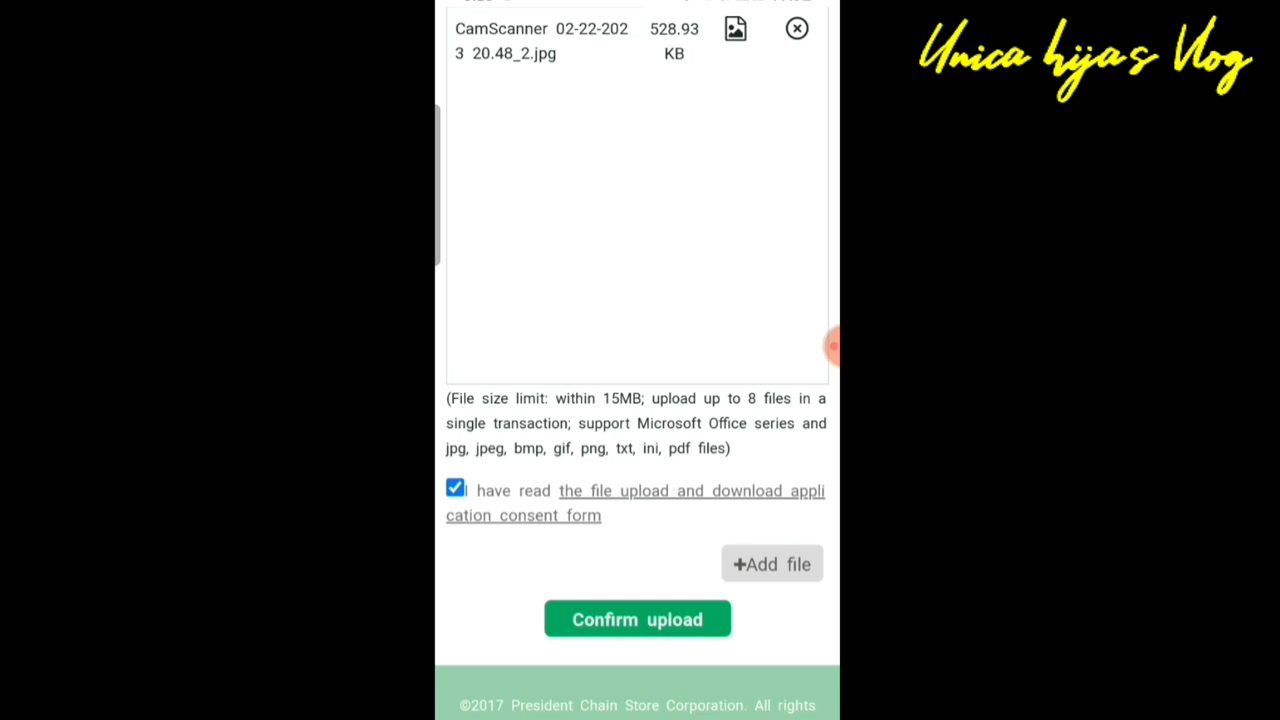 Unica hijas Vlog
CamScanner 02-22-202 528.93
3 20.48_2.jpg KB
(File size limit: within 15MB; upload up to 8 files in a
single transaction; support Microsoft Office series and
jpg, jpeg, bmp, gif, png, txt, ini, pdf files)
I have read the file upload and download appli
cation consent form
+Add file
Confirm upload
©2017 President Chain Store Corporation. All rights